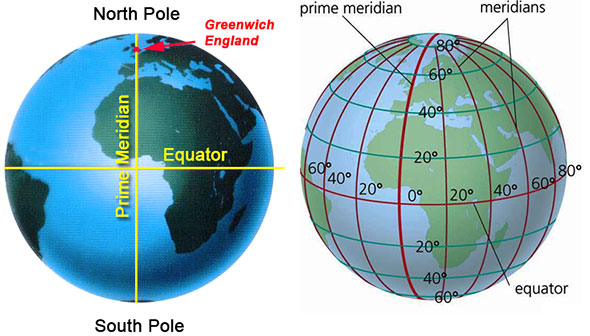 North Pole
Greenwich
England
Prime Meridian
Equator
South Pole
prime meridian
meridians
80°
60°
40°
20°
60° 40° 20° 0° 20° 40° 60° 80°
20°
40°
60°
equator